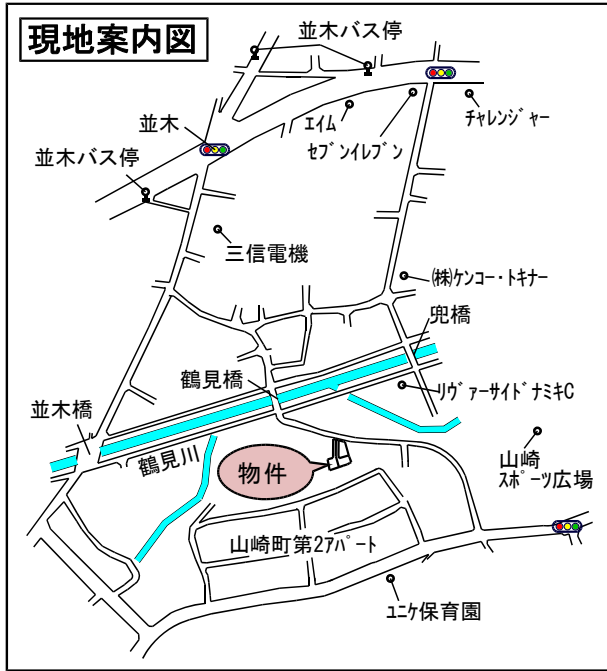 現地案内図
並木バス停
並木
エイム
セブンイレブン
チャレンジャー
並木バス停
三信電機
㈱ケンコー・トキナー
兜橋
鶴見橋
リヴァーサイドナミキC
並木橋
鶴見川
物件
山崎
スポーツ広場
山崎町第2アパート
ユニケ保育園